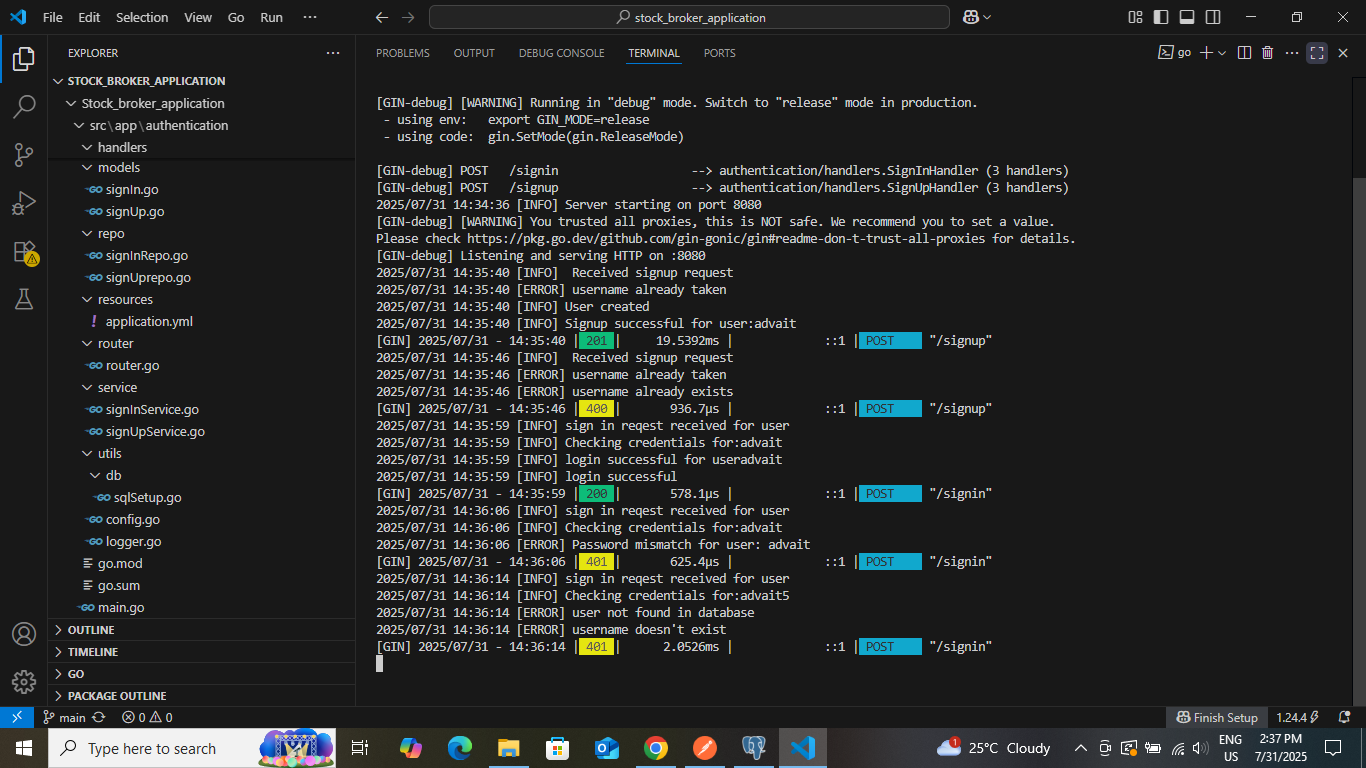 File Edit Selection View Go Run ···
stock_broker_application
EXPLORER ···
STOCK_BROKER_APPLICATION
Stock_broker_application
src\app\authentication
handlers
models
signIn.go
signUp.go
repo
signInRepo.go
signUprepo.go
resources
application.yml
router
router.go
service
signInService.go
signUpService.go
utils
db
sqlSetup.go
config.go
logger.go
go.mod
go.sum
main.go
OUTLINE
TIMELINE
GO
PACKAGE OUTLINE
PROBLEMS OUTPUT DEBUG CONSOLE TERMINAL PORTS
go
[GIN-debug] [WARNING] Running in "debug" mode. Switch to "release" mode in production.
- using env: export GIN_MODE=release
- using code: gin.SetMode(gin.ReleaseMode)
[GIN-debug] POST /signin --> authentication/handlers.SignInHandler (3 handlers)
[GIN-debug] POST /signup --> authentication/handlers.SignUpHandler (3 handlers)
2025/07/31 14:34:36 [INFO] Server starting on port 8080
[GIN-debug] [WARNING] You trusted all proxies, this is NOT safe. We recommend you to set a value.
Please check https://pkg.go.dev/github.com/gin-gonic/gin#readme-don-t-trust-all-proxies for details.
[GIN-debug] Listening and serving HTTP on :8080
2025/07/31 14:35:40 [INFO] Received signup request
2025/07/31 14:35:40 [ERROR] username already taken
2025/07/31 14:35:40 [INFO] User created
2025/07/31 14:35:40 [INFO] Signup successful for user:advait
[GIN] 2025/07/31 - 14:35:40 | 201 | 19.5392ms | ::1 | POST "/signup"
2025/07/31 14:35:46 [INFO] Received signup request
2025/07/31 14:35:46 [ERROR] username already taken
2025/07/31 14:35:46 [ERROR] username already exists
[GIN] 2025/07/31 - 14:35:46 | 400 | 936.7µs | ::1 | POST "/signup"
2025/07/31 14:35:59 [INFO] sign in reqest received for user
2025/07/31 14:35:59 [INFO] Checking credentials for:advait
2025/07/31 14:35:59 [INFO] login successful for useradvait
2025/07/31 14:35:59 [INFO] login successful
[GIN] 2025/07/31 - 14:35:59 | 200 | 578.1µs | ::1 | POST "/signin"
2025/07/31 14:36:06 [INFO] sign in reqest received for user
2025/07/31 14:36:06 [INFO] Checking credentials for:advait
2025/07/31 14:36:06 [ERROR] Password mismatch for user: advait
[GIN] 2025/07/31 - 14:36:06 | 401 | 625.4µs | ::1 | POST "/signin"
2025/07/31 14:36:14 [INFO] sign in reqest received for user
2025/07/31 14:36:14 [INFO] Checking credentials for:advait5
2025/07/31 14:36:14 [ERROR] user not found in database
2025/07/31 14:36:14 [ERROR] username doesn't exist
[GIN] 2025/07/31 - 14:36:14 | 401 | 2.0526ms | ::1 | POST "/signin"
main 0 0 Finish Setup 1.24.4
Type here to search 1 25°C Cloudy ENG US 2:37 PM 7/31/2025